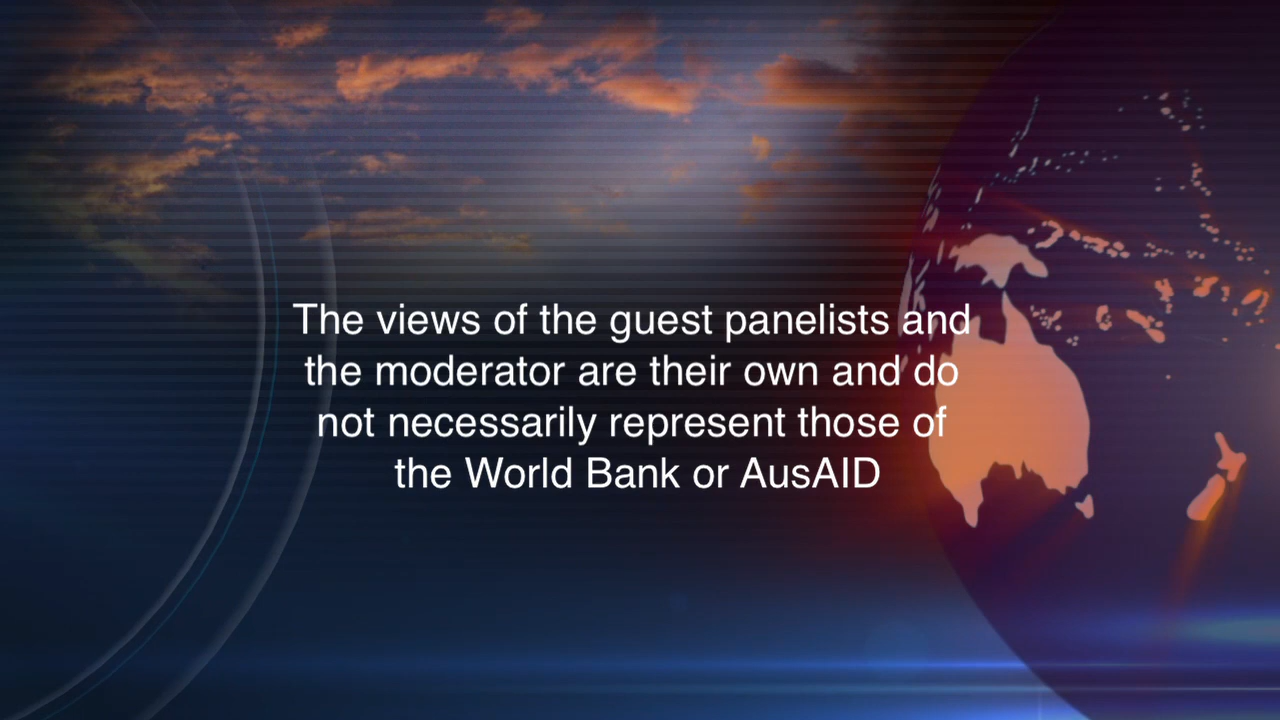 The views of the guest panelists and
the moderator are their own and do
not necessarily represent those of
the World Bank or AusAID